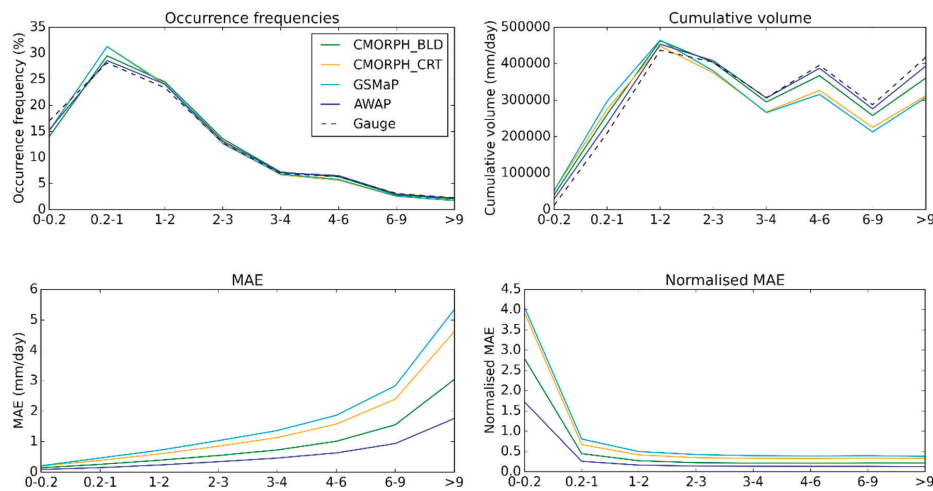 Occurrence frequencies
Occurrence frequency (%)
35
30
25
20
15
10
5
0
0-0.2 0.2-1 1-2 2-3 3-4 4-6 6-9 >9
CMORPH_BLD
CMORPH_CRT
GSMaP
AWAP
Gauge
Cumulative volume
Cumulative volume (mm/day)
500000
400000
300000
200000
100000
0
0-0.2 0.2-1 1-2 2-3 3-4 4-6 6-9 >9
MAE
MAE (mm/day)
6
5
4
3
2
1
0
0-0.2 0.2-1 1-2 2-3 3-4 4-6 6-9 >9
Normalised MAE
Normalised MAE
4.5
4.0
3.5
3.0
2.5
2.0
1.5
1.0
0.5
0.0
0-0.2 0.2-1 1-2 2-3 3-4 4-6 6-9 >9